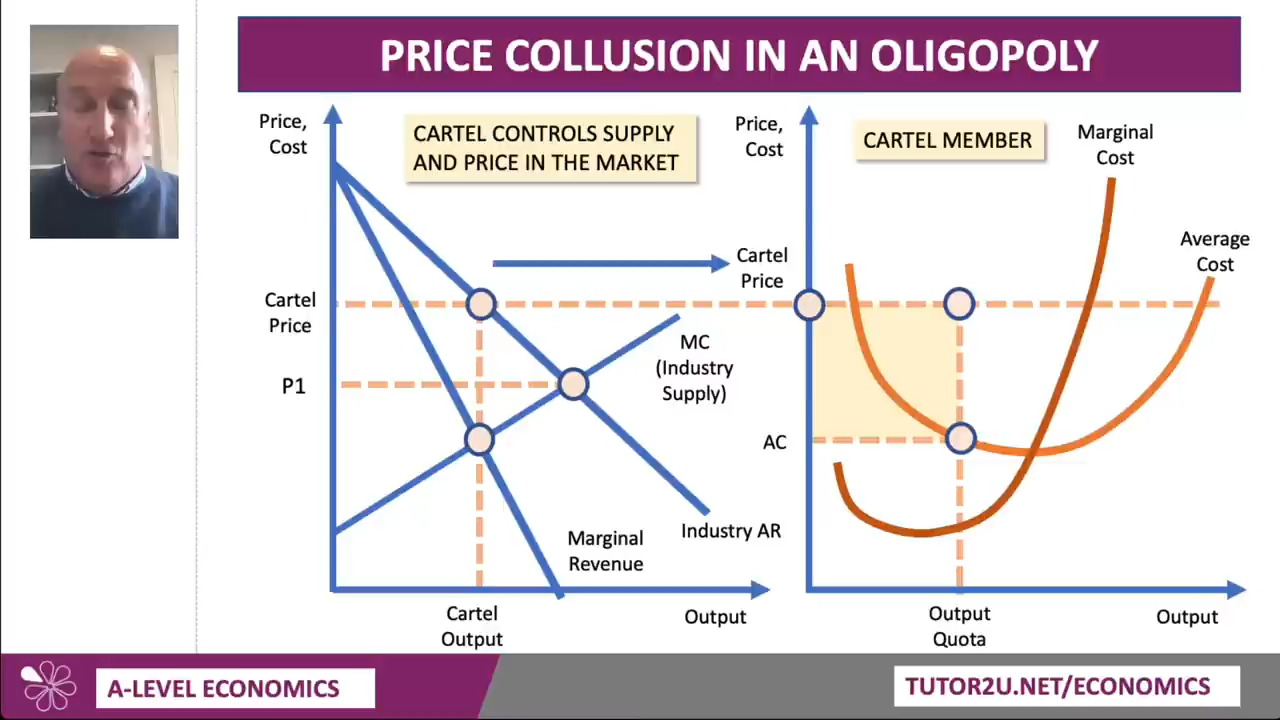 PRICE COLLUSION IN AN OLIGOPOLY
Price,
Cost
CARTEL CONTROLS SUPPLY
AND PRICE IN THE MARKET
Cartel
Price
P1
MC
(Industry
Supply)
Industry AR
Marginal
Revenue
Cartel
Output
Output
Price,
Cost
CARTEL MEMBER
Marginal
Cost
Average
Cost
Cartel
Price
AC
Output
Quota
Output
A-LEVEL ECONOMICS
TUTOR2U.NET/ECONOMICS